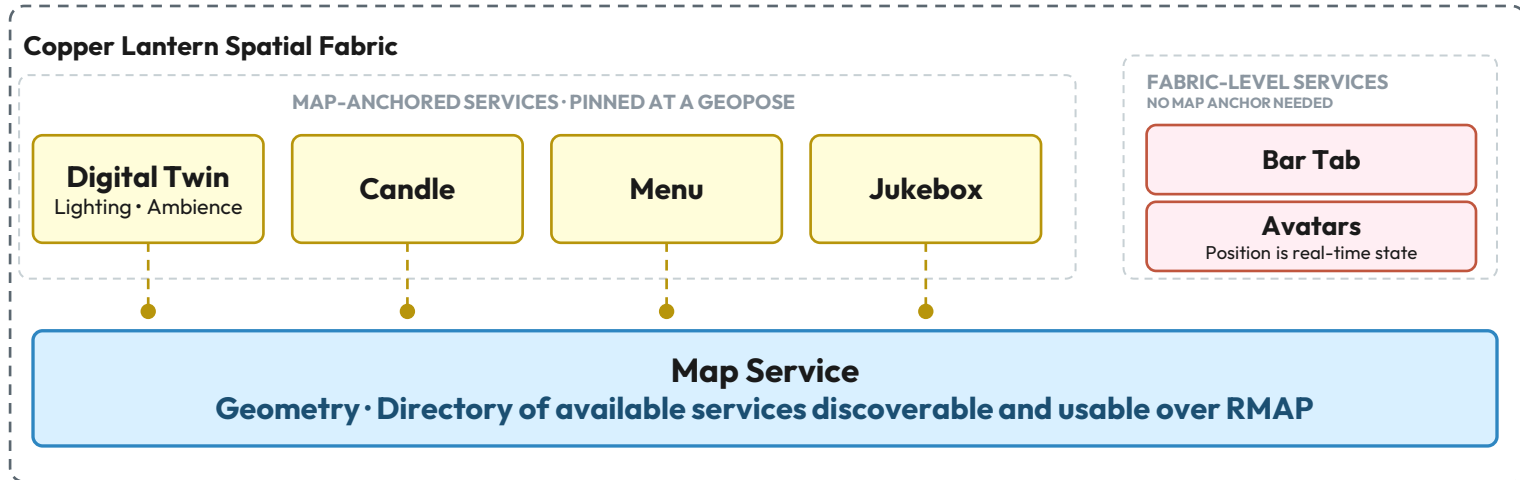 Copper Lantern Spatial Fabric
MAP-ANCHORED SERVICES · PINNED AT A GEOPOSE
Digital Twin
Lighting · Ambience
Candle
Menu
Jukebox
FABRIC-LEVEL SERVICES
NO MAP ANCHOR NEEDED
Bar Tab
Avatars
Position is real-time state
Map Service
Geometry · Directory of available services discoverable and usable over RMAP